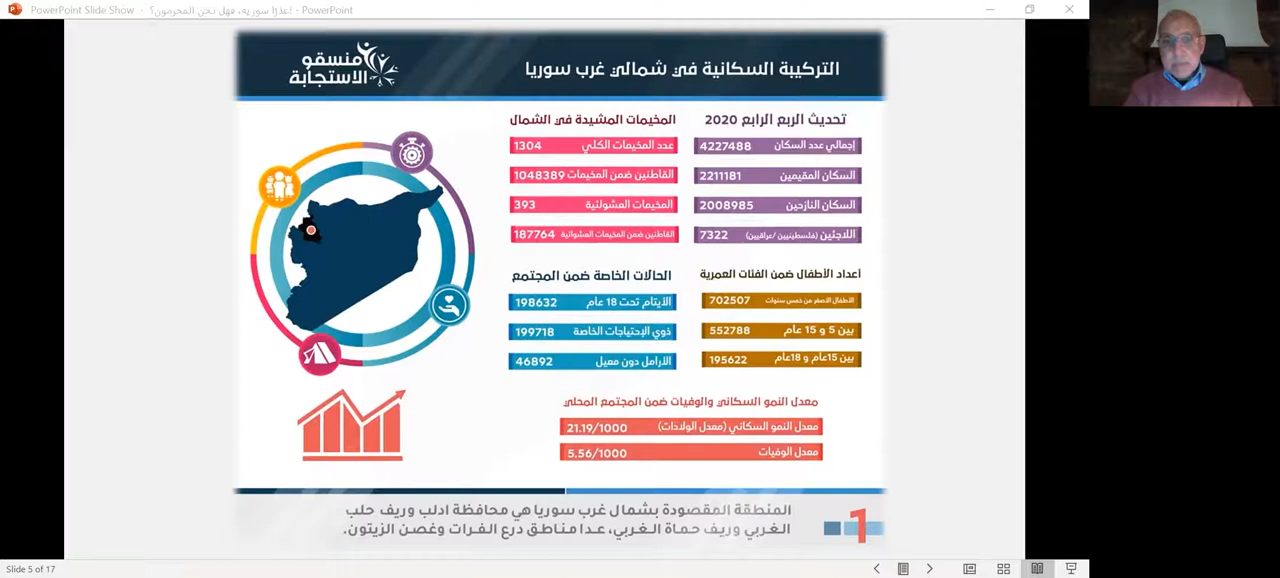 PowerPoint Slide Show - اعذرًا سورية، فهل نحن المجرمون؟ - PowerPoint
منسقو
الاستجابة
التركيبة السكانية في شمالي غرب سوريا
تحديث الربع الرابع 2020
إجمالي عدد السكان 4227488
السكان المقيمين 2211181
السكان النازحين 2008985
اللاجئين (فلسطينيين /عراقيين) 7322
المخيمات المشيدة في الشمال
عدد المخيمات الكلي 1304
القاطنين ضمن المخيمات 1048389
المخيمات العشوائية 393
القاطنين ضمن المخيمات العشوائية 187764
أعداد الأطفال ضمن الفئات العمرية
الأطفال الأصغر من خمس سنوات 702507
بين 5 و 15 عام 552788
بين 15عام و 18عام 195622
الحالات الخاصة ضمن المجتمع
الأيتام تحت 18 عام 198632
ذوي الإحتياجات الخاصة 199718
الأرامل دون معيل 46892
معدل النمو السكاني والوفيات ضمن المجتمع المحلي
معدل النمو السكاني (معدل الولادات) 21.19/1000
معدل الوفيات 5.56/1000
المنطقة المقصودة بشمال غرب سوريا هي محافظة ادلب وريف حلب
الغربي وريف حماة الغربي، عدا مناطق درع الفرات وغصن الزيتون.
1
Slide 5 of 17